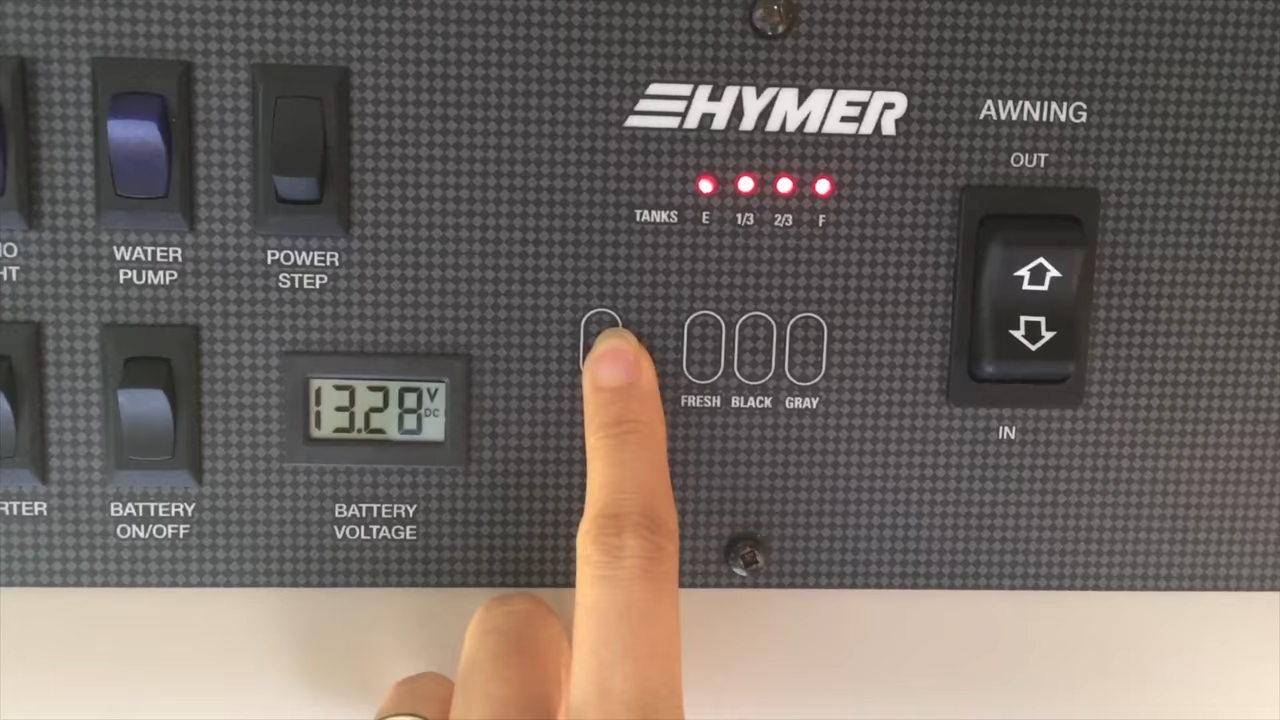 HYMER
AWNING
OUT
TANKS E 1/3 2/3 F
WATER
PUMP
POWER
STEP
13.28 V
DC
FRESH BLACK GRAY
IN
BATTERY
ON/OFF
BATTERY
VOLTAGE